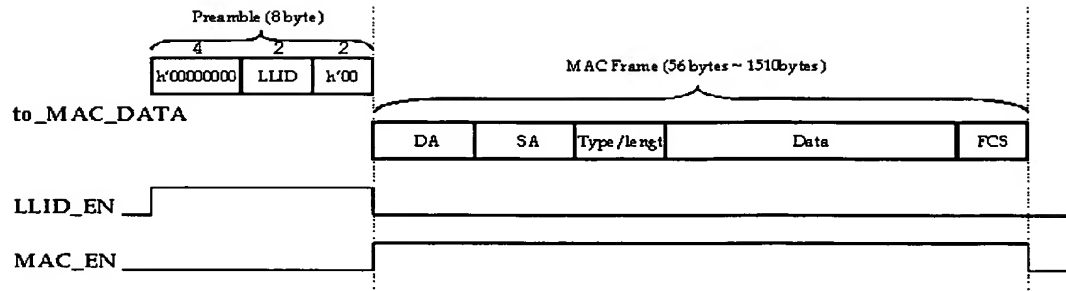 Preamble (8byte)
4 2 2
h'00000000 LLID h'00
MAC Frame (56bytes ~ 1510bytes)
to_MAC_DATA
DA SA Type/lengt Data FCS
LLID_EN
MAC_EN